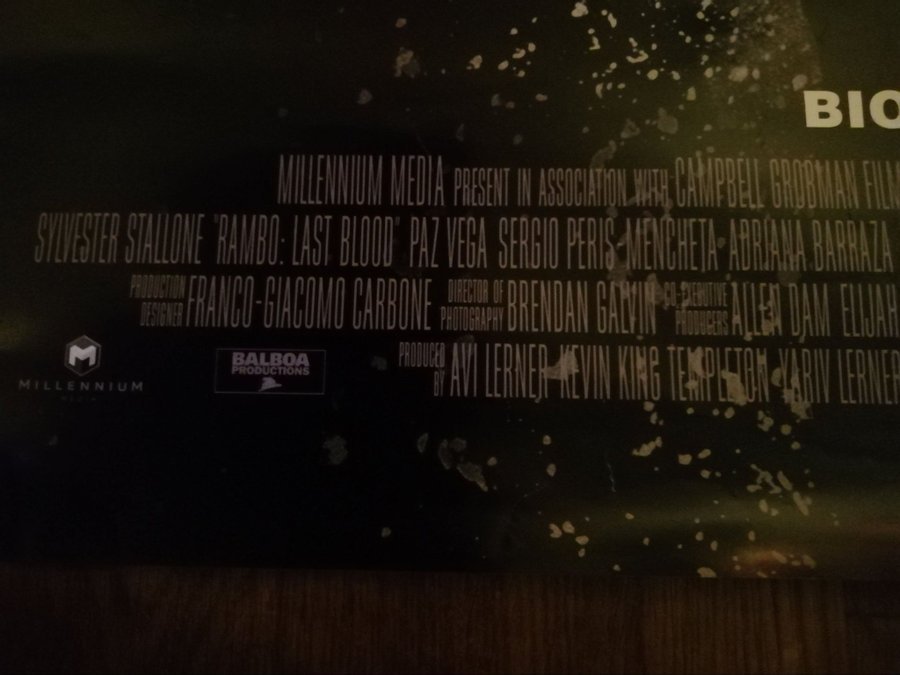 BIO
MILLENNIUM MEDIA PRESENT IN ASSOCIATION WITH CAMPBELL GROBMAN FILM
SYLVESTER STALLONE "RAMBO: LAST BLOOD" PAZ VEGA SERGIO PERIS-MENCHETA ADRIANA BARRAZA
PRODUCTION DESIGNER FRANCO-GIACOMO CARBONE DIRECTOR OF PHOTOGRAPHY BRENDAN GALVIN CO-EXECUTIVE PRODUCERS ALLEN DAM ELIJAH
PRODUCED BY AVI LERNER KEVIN KING TEMPLETON YARIV LERNER
M
MILLENNIUM
MEDIA
BALBOA
PRODUCTIONS